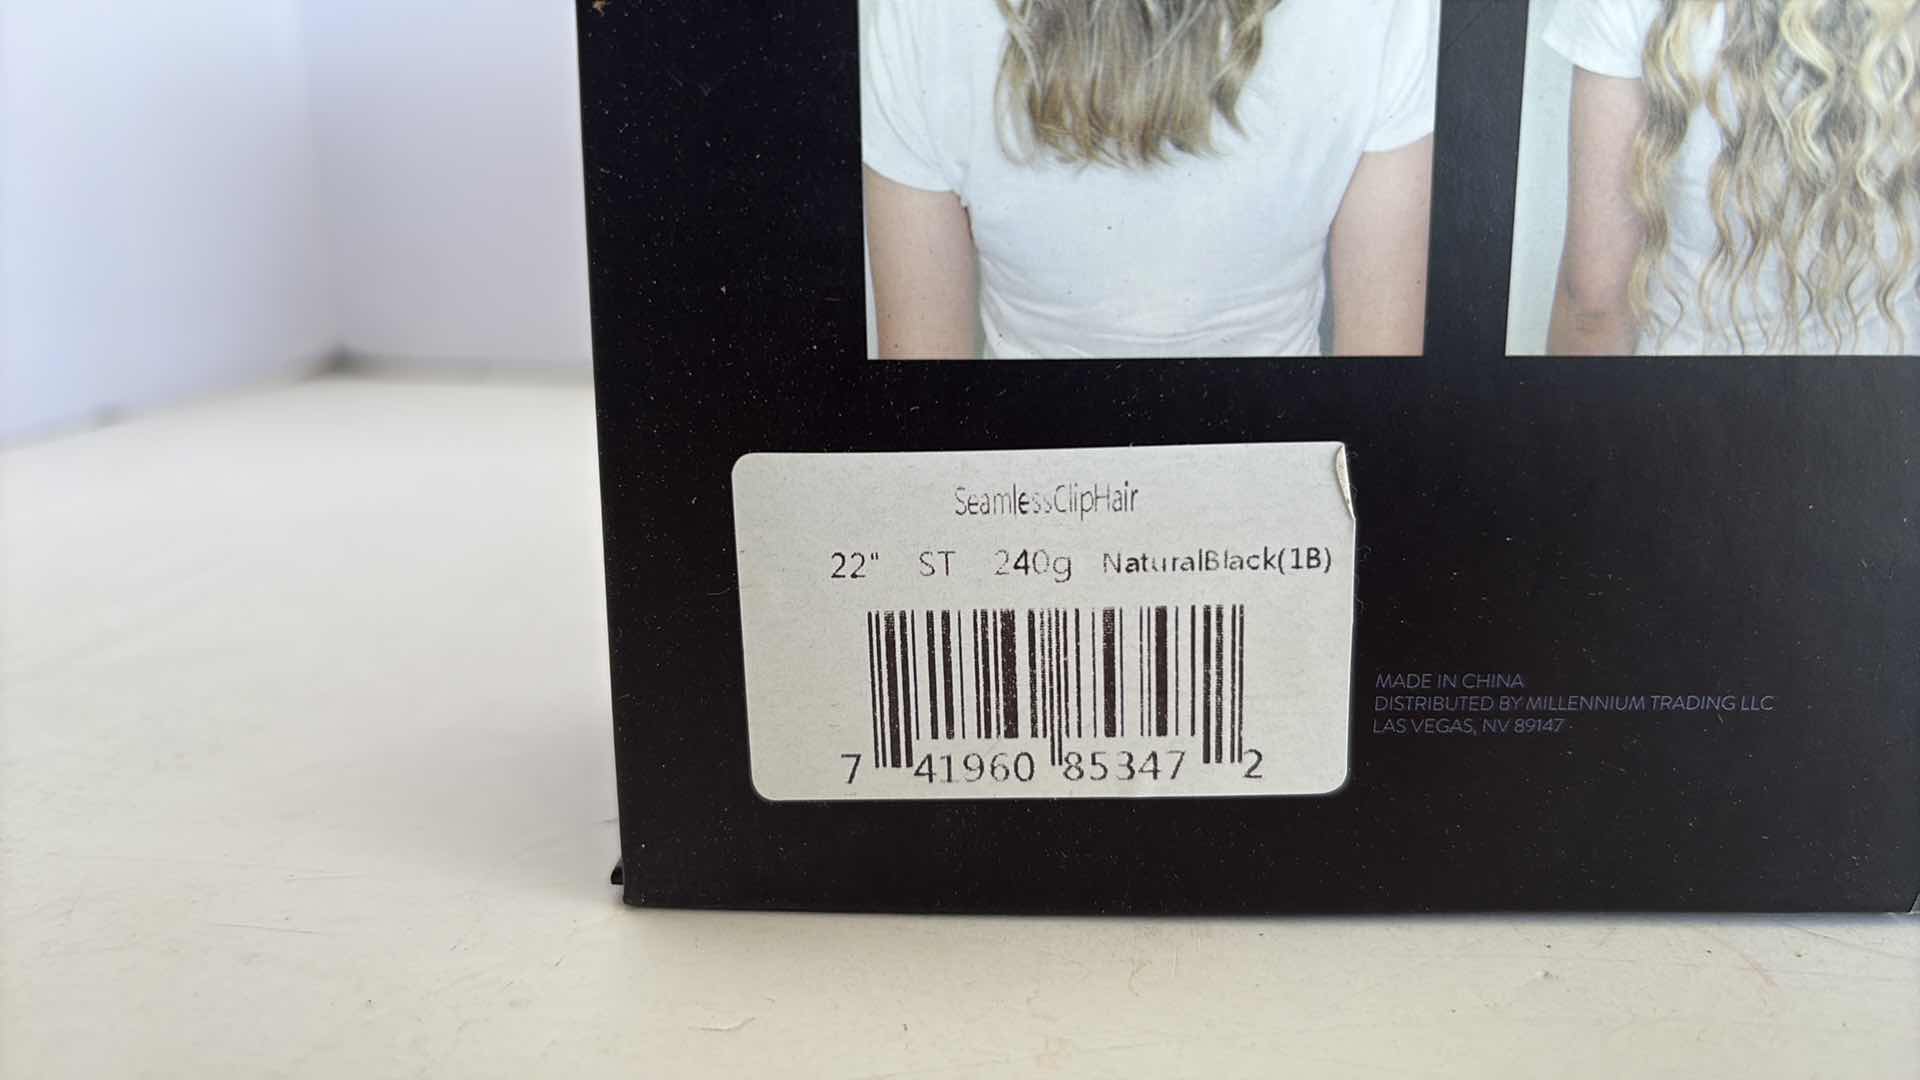 SeamlessClipHair
22" ST 240g NaturalBlack(1B)
7 41960 85347 2
MADE IN CHINA
DISTRIBUTED BY MILLENNIUM TRADING LLC
LAS VEGAS, NV 89147